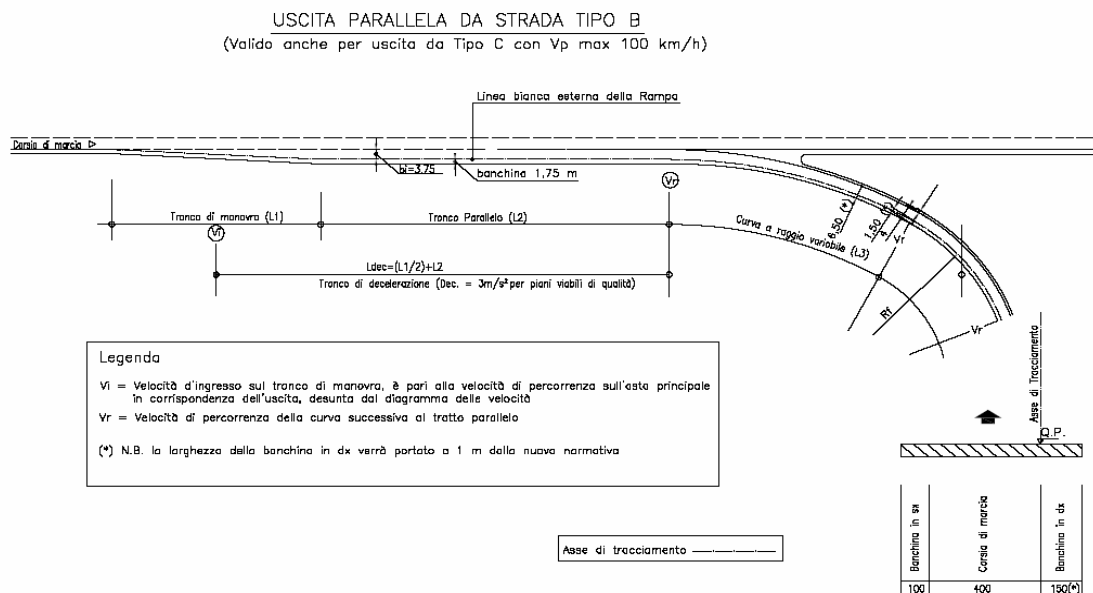 USCITA PARALLELA DA STRADA TIPO B
(Valido anche per uscita da Tipo C con Vp max 100 km/h)
Linea bianca esterna della Rampa
Corsia di marcia
bi=3.75
banchina 1,75 m
Vr
Tronco di manovra (L1)
Tronco Parallelo (L2)
Curva a raggio variabile (L3)
6,50 (*)
1,50 (*)
4
Vr
Vi
Ldec=(L1/2)+L2
Tronco di decelerazione (Dec. = 3m/s² per piani viabili di qualità)
Rf
Vr
Legenda
Vi = Velocità d'ingresso sul tronco di manovra, è pari alla velocità di percorrenza sull'asta principale
in corrispondenza dell'uscita, desunta dal diagramma delle velocità
Vr = Velocità di percorrenza della curva successiva al tratto parallelo
(*) N.B. la larghezza della banchina in dx verrà portato a 1 m dalla nuova normativa
Asse di Tracciamento
Q.P.
Banchina in sx
Corsia di marcia
Banchina in dx
100
400
150(*)
Asse di tracciamento